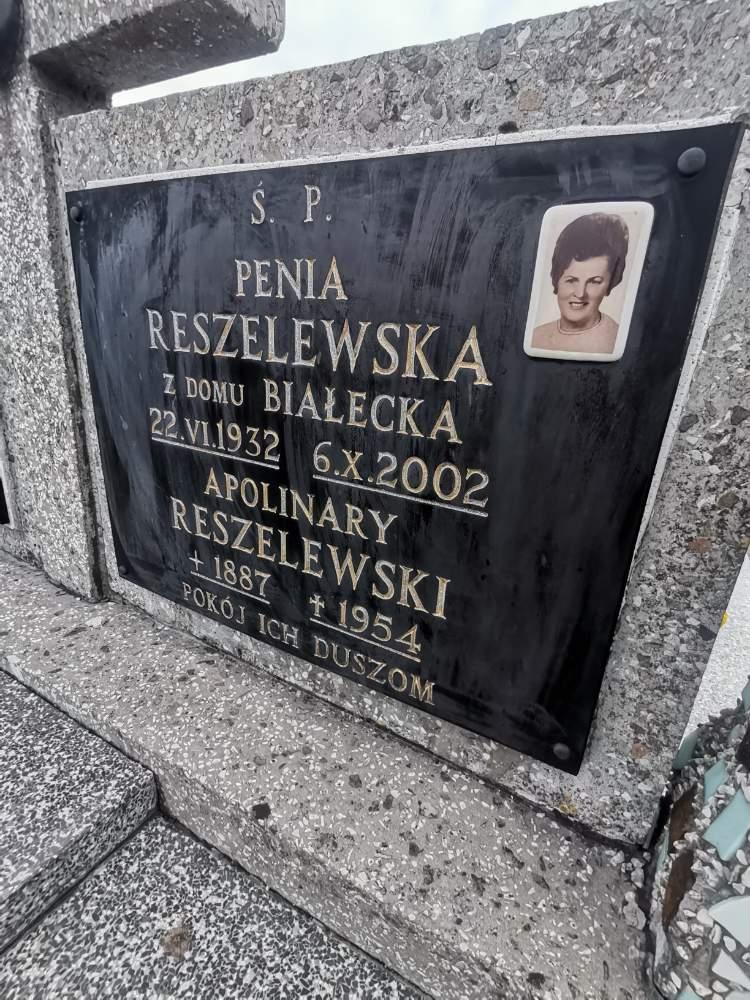 Ś. P.
PENIA
RESZELEWSKA
Z DOMU BIAŁECKA
22.VI.1932 6.X.2002
APOLINARY
RESZELEWSKI
+ 1887 ✝ 1954
POKÓJ ICH DUSZOM